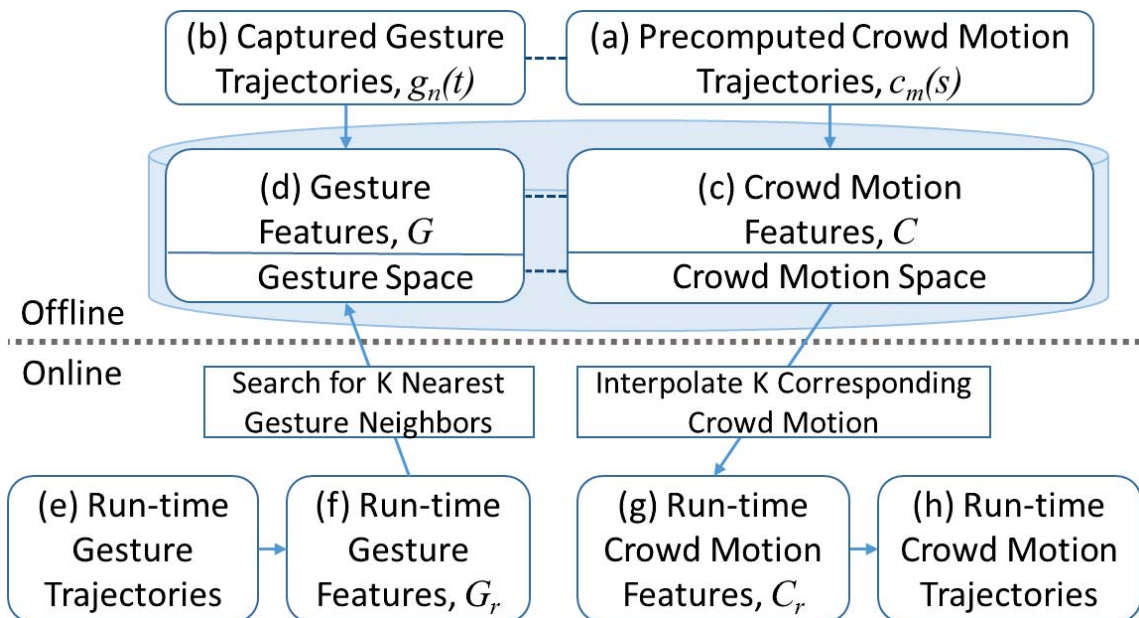 (b) Captured Gesture
Trajectories, gn(t)
(a) Precomputed Crowd Motion
Trajectories, cm(s)
(d) Gesture
Features, G
Gesture Space
(c) Crowd Motion
Features, C
Crowd Motion Space
Offline
Online
Search for K Nearest
Gesture Neighbors
Interpolate K Corresponding
Crowd Motion
(e) Run-time
Gesture
Trajectories
(f) Run-time
Gesture
Features, Gr
(g) Run-time
Crowd Motion
Features, Cr
(h) Run-time
Crowd Motion
Trajectories